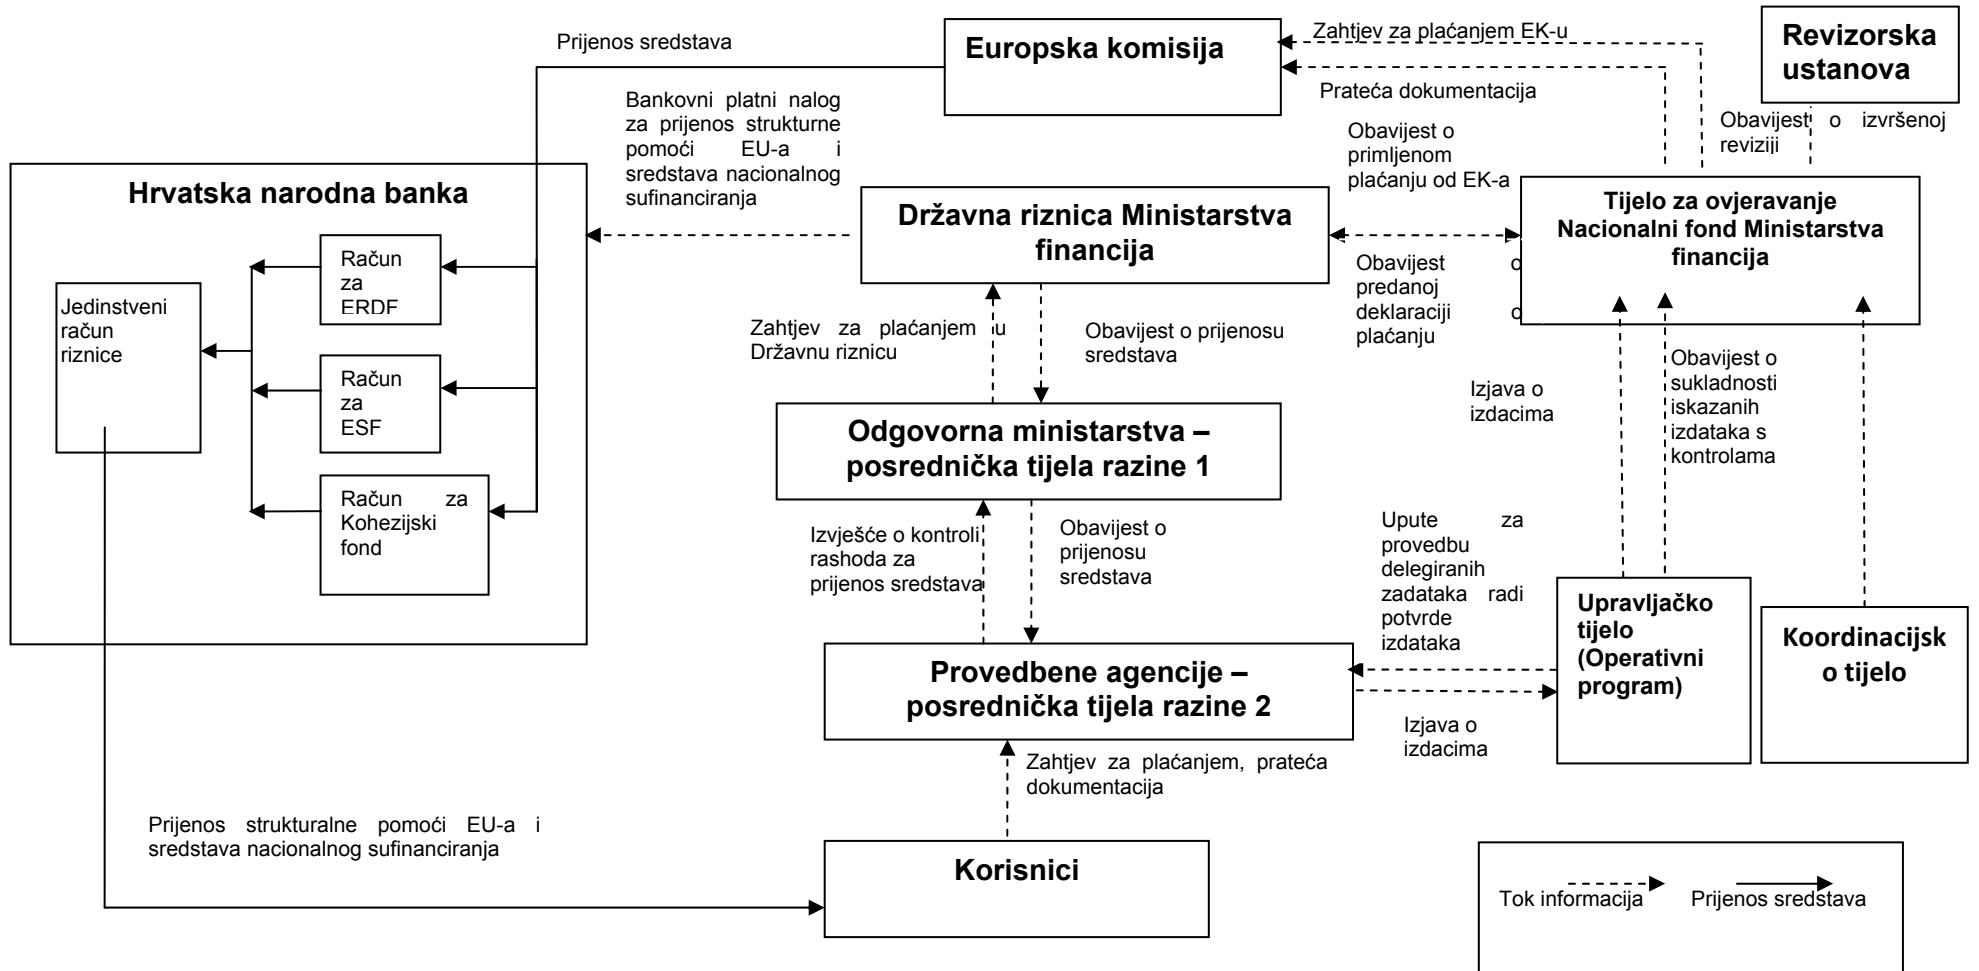 Prijenos sredstava
Europska komisija
Zahtjev za plaćanjem EK-u
Prateća dokumentacija
Revizorska
ustanova
Obavijest o izvršenoj
reviziji
Bankovni platni nalog
za prijenos strukturne
pomoći EU-a i
sredstava nacionalnog
sufinanciranja
Obavijest o
primljenom
plaćanju od EK-a
Hrvatska narodna banka
Račun
za
ERDF
Jedinstveni
račun
riznice
Račun
za
ESF
Račun za
Kohezijski
fond
Državna riznica Ministarstva
financija
Tijelo za ovjeravanje
Nacionalni fond Ministarstva
financija
Obavijest o
predanoj
deklaraciji o
plaćanju
Zahtjev za plaćanjem u
Državnu riznicu
Obavijest o prijenosu
sredstava
Izjava o
izdacima
Obavijest o
sukladnosti
iskazanih
izdataka s
kontrolama
Odgovorna ministarstva –
posrednička tijela razine 1
Izvješće o kontroli
rashoda za
prijenos sredstava
Obavijest o
prijenosu
sredstava
Upute za
provedbu
delegiranih
zadataka radi
potvrde
izdataka
Upravljačko
tijelo
(Operativni
program)
Koordinacijsk
o tijelo
Provedbene agencije –
posrednička tijela razine 2
Izjava o
izdacima
Zahtjev za plaćanjem, prateća
dokumentacija
Prijenos strukturalne pomoći EU-a i
sredstava nacionalnog sufinanciranja
Korisnici
Tok informacija
Prijenos sredstava